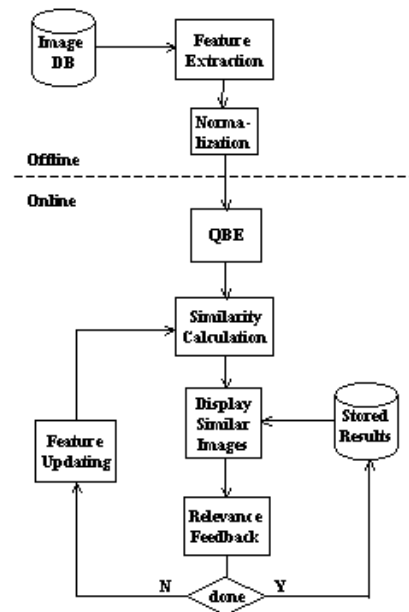 Image
DB
Feature
Extraction
Norma-
lization
Offline
Online
QBE
Similarity
Calculation
Display
Similar
Images
Stored
Results
Feature
Updating
Relevance
Feedback
N
done
Y